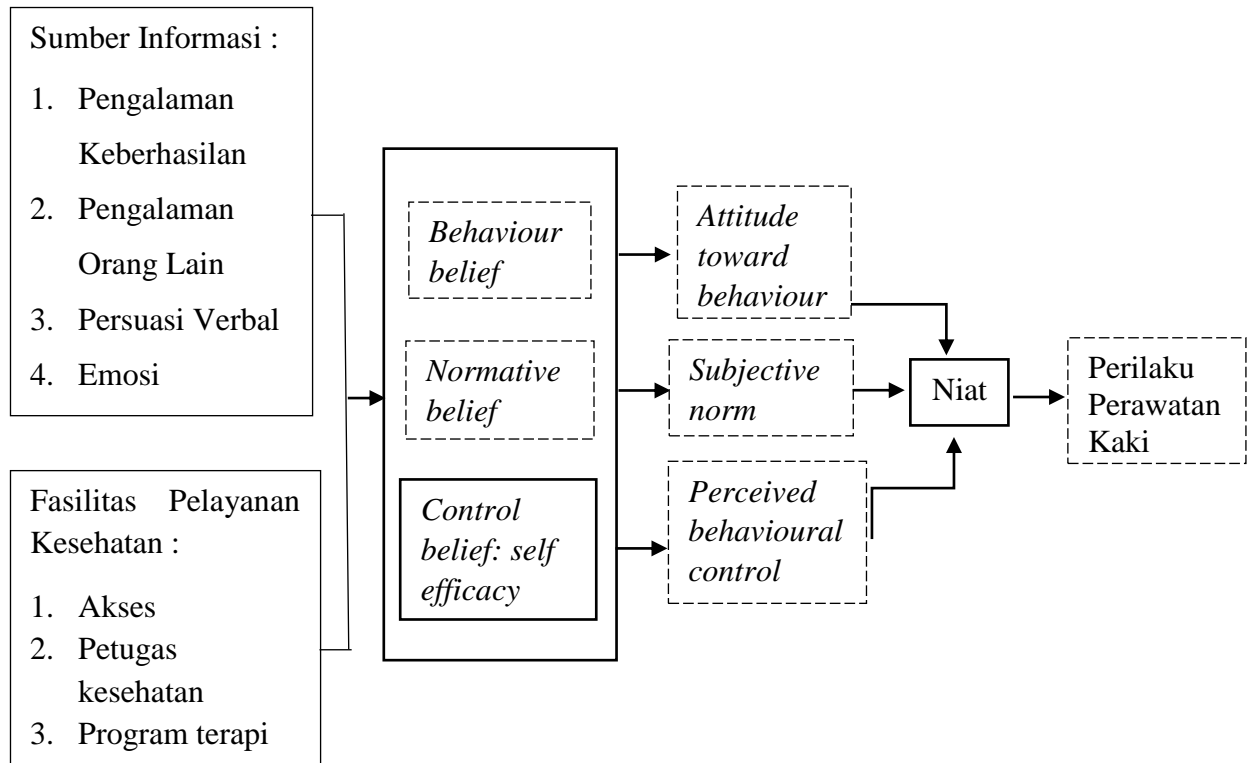 Sumber Informasi :
1. Pengalaman
Keberhasilan
2. Pengalaman
Orang Lain
3. Persuasi Verbal
4. Emosi
Fasilitas Pelayanan
Kesehatan :
1. Akses
2. Petugas
kesehatan
3. Program terapi
Behaviour
belief
Normative
belief
Control
belief: self
efficacy
Attitude
toward
behaviour
Subjective
norm
Perceived
behavioural
control
Niat
Perilaku
Perawatan
Kaki